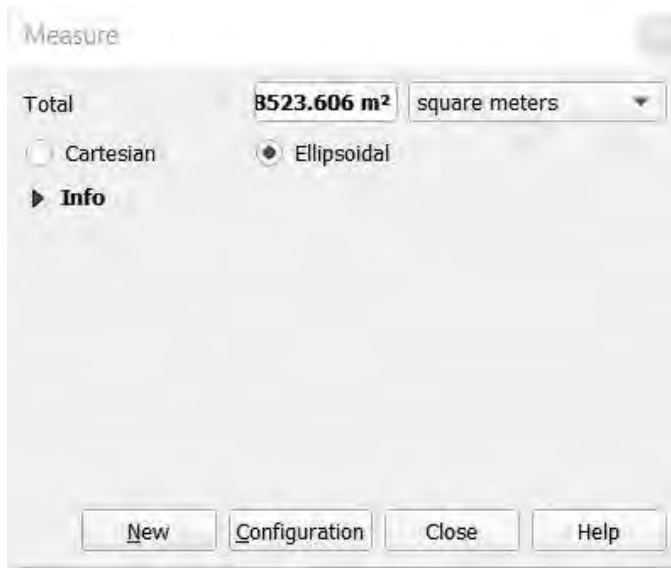 Measure
Total 8523.606 m² square meters
Cartesian Ellipsoidal
Info
New Configuration Close Help